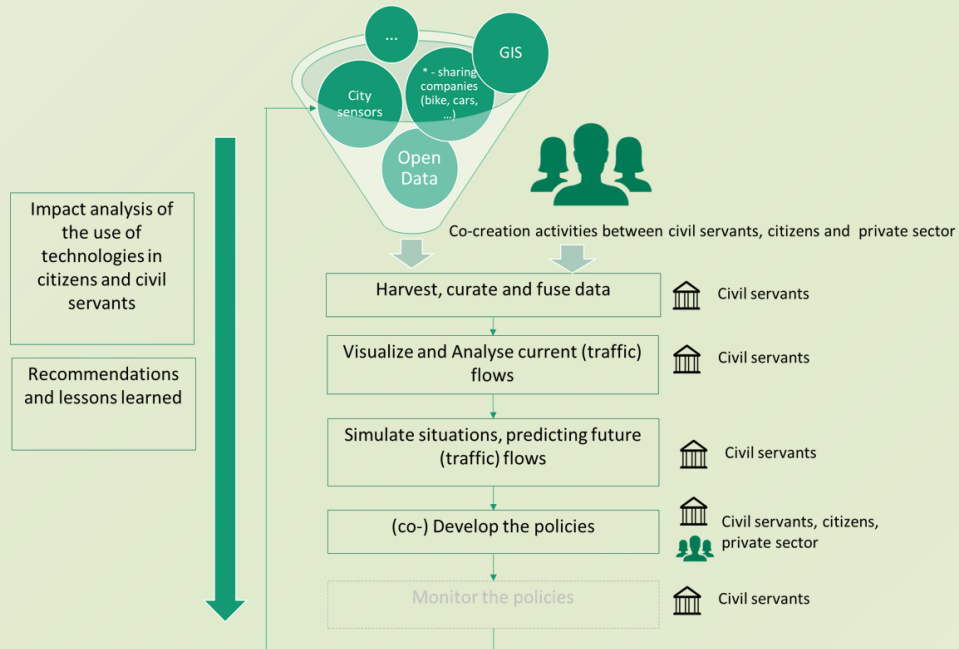 ...
GIS
* - sharing
companies
(bike, cars,
...)
City
sensors
Open
Data
Co-creation activities between civil servants, citizens and private sector
Impact analysis of
the use of
technologies in
citizens and civil
servants
Recommendations
and lessons learned
Harvest, curate and fuse data
Civil servants
Visualize and Analyse current (traffic)
flows
Civil servants
Simulate situations, predicting future
(traffic) flows
Civil servants
(co-) Develop the policies
Civil servants, citizens,
private sector
Monitor the policies
Civil servants